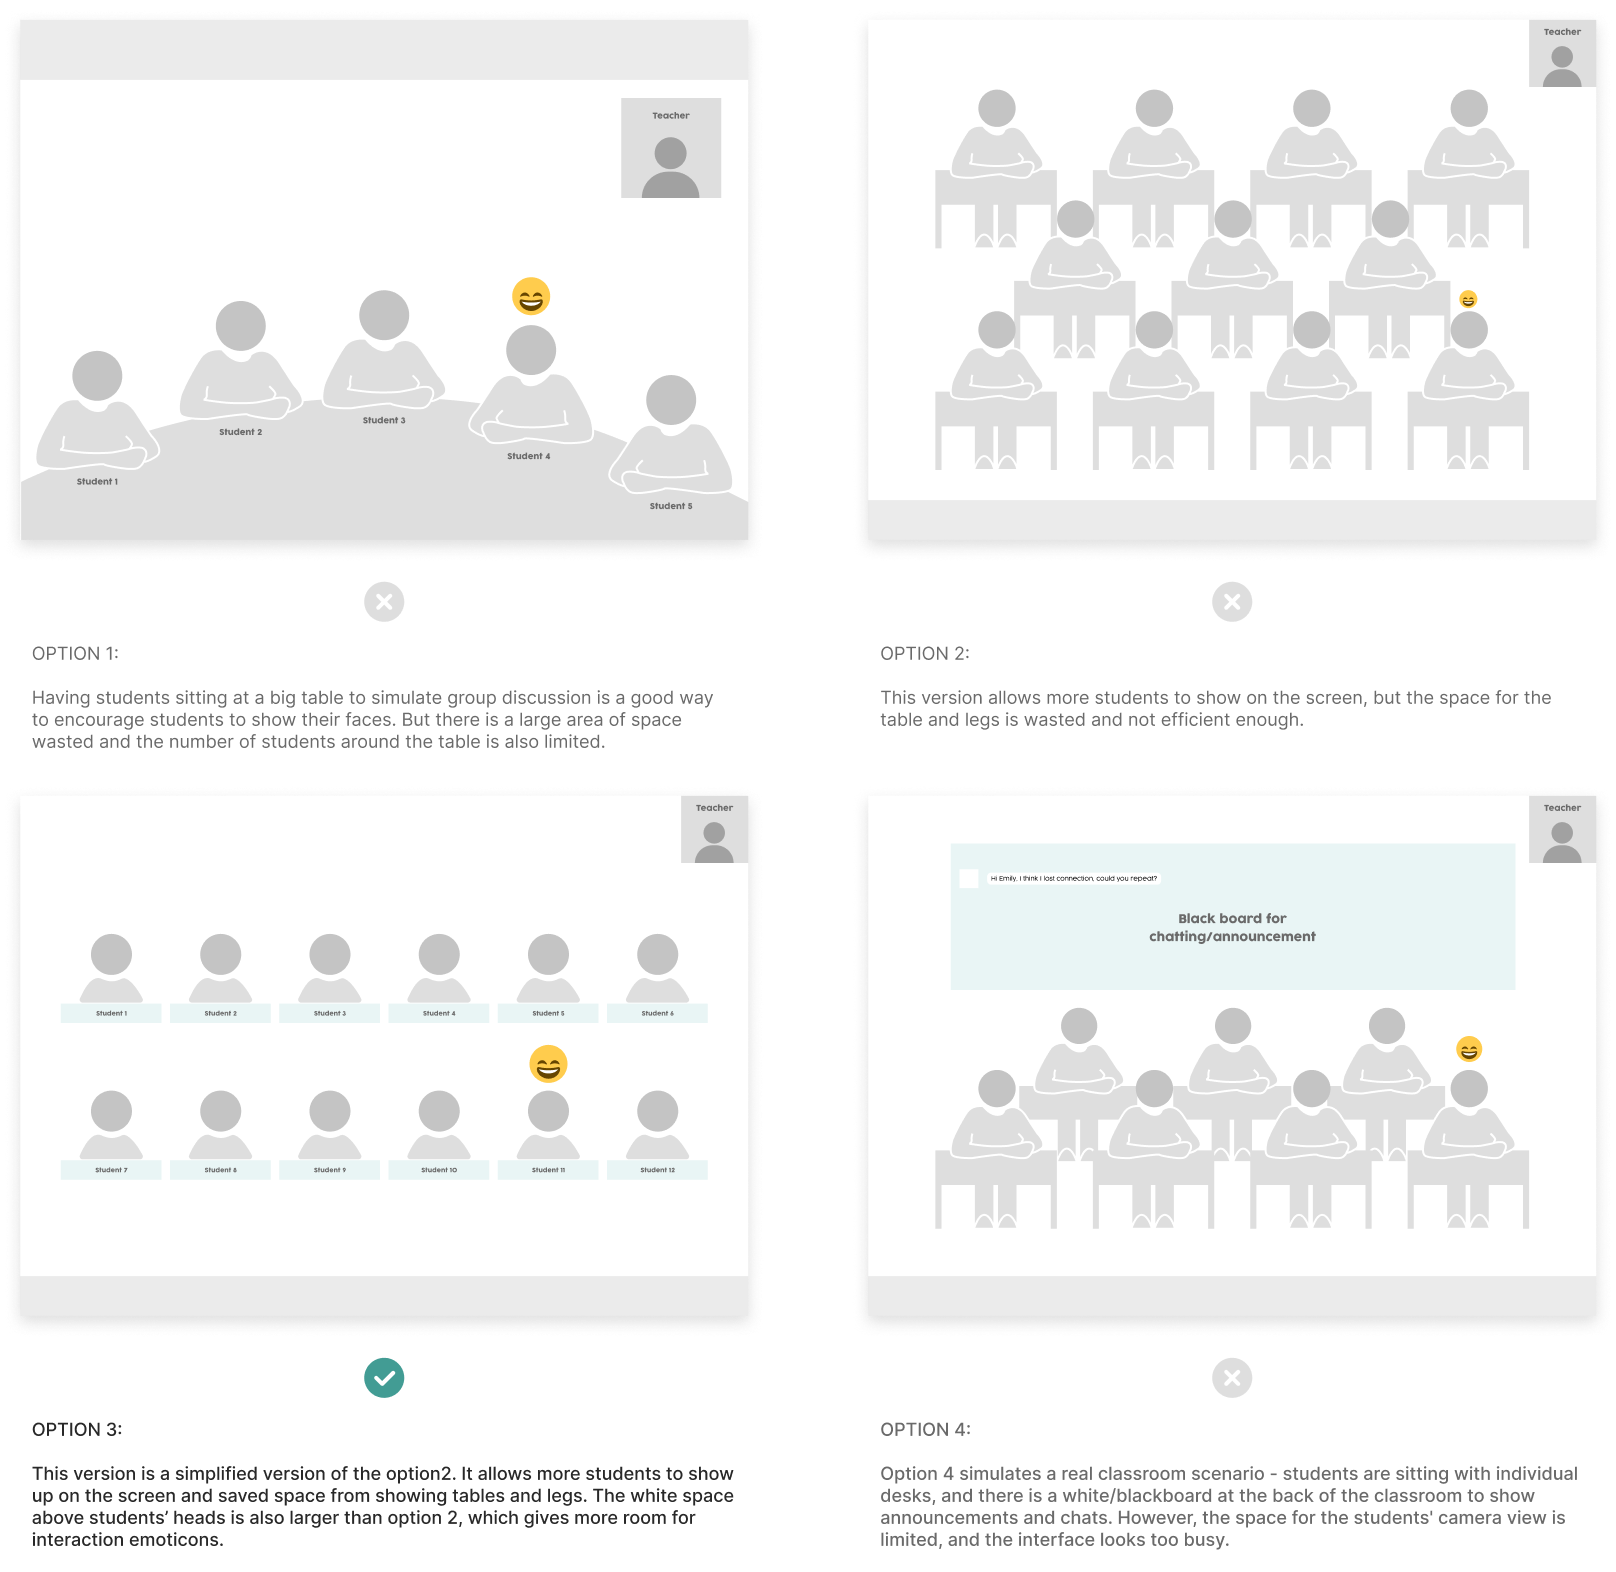 Teacher
Student 1
Student 2
Student 3
Student 4
Student 5
OPTION 1:
Having students sitting at a big table to simulate group discussion is a good way
to encourage students to show their faces. But there is a large area of space
wasted and the number of students around the table is also limited.
Teacher
OPTION 2:
This version allows more students to show on the screen, but the space for the
table and legs is wasted and not efficient enough.
Teacher
Student 1
Student 2
Student 3
Student 4
Student 5
Student 6
Student 7
Student 8
Student 9
Student 10
Student 11
Student 12
OPTION 3:
This version is a simplified version of the option2. It allows more students to show
up on the screen and saved space from showing tables and legs. The white space
above students’ heads is also larger than option 2, which gives more room for
interaction emoticons.
Teacher
Hi Emily, I think I lost connection, could you repeat?
Black board for
chatting/announcement
OPTION 4:
Option 4 simulates a real classroom scenario - students are sitting with individual
desks, and there is a white/blackboard at the back of the classroom to show
announcements and chats. However, the space for the students' camera view is
limited, and the interface looks too busy.